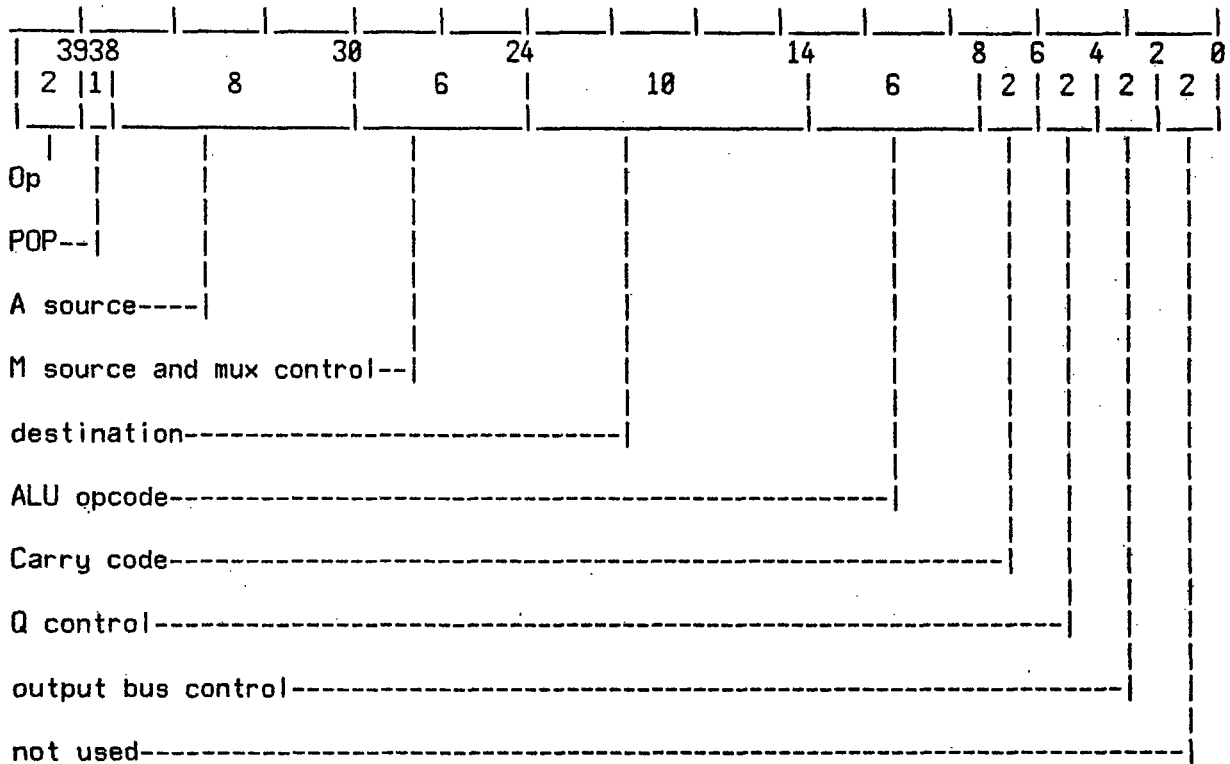 3938 30 24 14 8 6 4 2 0
2 1 8 6 10 6 2 2 2 2
Op
POP--
A source----
M source and mux control--
destination--------------------------
ALU opcode------------------------------------------
Carry code------------------------------------------------
Q control-----------------------------------------------------
output bus control------------------------------------------------
not used------------------------------------------------------------